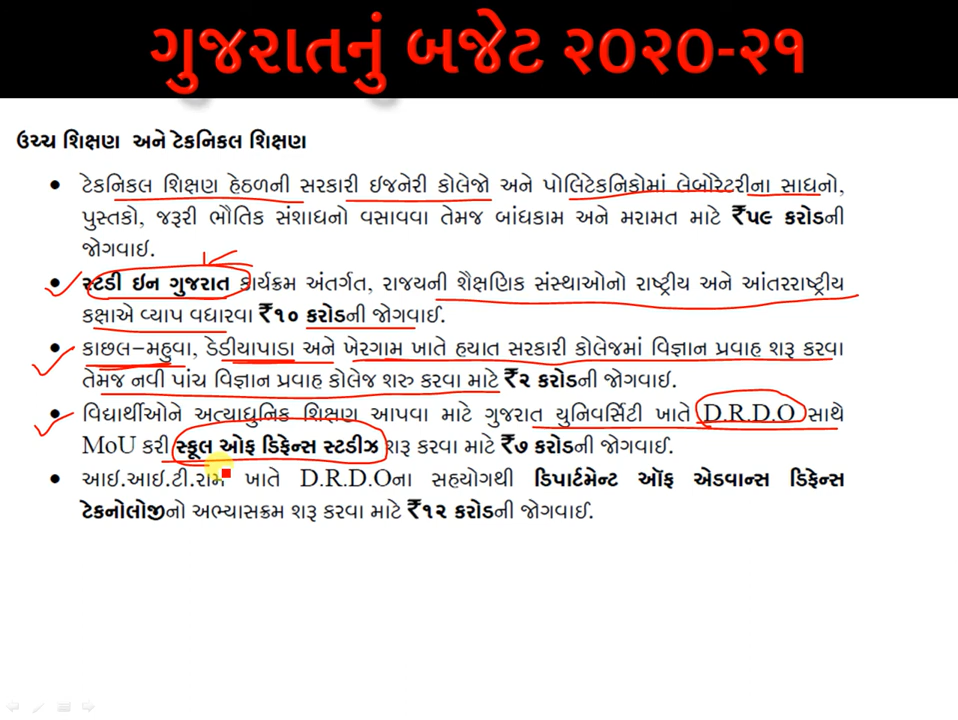 ગુજરાતનું બજેટ ૨૦૨૦-૨૧
ઉચ્ચ શિક્ષણ અને ટેકનિકલ શિક્ષણ
• ટેકનિકલ શિક્ષણ હેઠળની સરકારી ઇજનેરી કોલેજો અને પોલિટેકનિકોમાં લેબોરેટરીના સાધનો,
પુસ્તકો, જરૂરી ભૌતિક સંશાધનો વસાવવા તેમજ બાંધકામ અને મરામત માટે ₹૫૯ કરોડની
જોગવાઈ.
• સ્ટડી ઈન ગુજરાત કાર્યક્રમ અંતર્ગત, રાજ્યની શૈક્ષણિક સંસ્થાઓનો રાષ્ટ્રીય અને આંતરરાષ્ટ્રીય
કક્ષાએ વ્યાપ વધારવા ₹૧૦ કરોડની જોગવાઈ.
• કાછલ-મહુવા, ડેડીયાપાડા અને ખેરગામ ખાતે હયાત સરકારી કોલેજમાં વિજ્ઞાન પ્રવાહ શરૂ કરવા
તેમજ નવી પાંચ વિજ્ઞાન પ્રવાહ કોલેજ શરુ કરવા માટે ₹૨ કરોડની જોગવાઈ.
• વિદ્યાર્થીઓને અત્યાધુનિક શિક્ષણ આપવા માટે ગુજરાત યુનિવર્સિટી ખાતે D.R.D.O સાથે
MoU કરી સ્કૂલ ઓફ ડિફેન્સ સ્ટડીઝ શરૂ કરવા માટે ₹૭ કરોડની જોગવાઈ.
• આઈ.આઈ.ટી.રામ ખાતે D.R.D.Oના સહયોગથી ડિપાર્ટમેન્ટ ઑફ એડવાન્સ ડિફેન્સ
ટેકનોલોજીનો અભ્યાસક્રમ શરૂ કરવા માટે ₹૧૨ કરોડની જોગવાઈ.